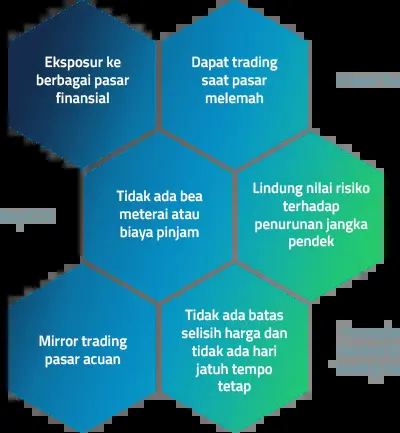 Eksposur ke
berbagai pasar
finansial
Dapat trading
saat pasar
melemah
Tidak ada bea
meterai atau
biaya pinjam
Lindung nilai risiko
terhadap
penurunan jangka
pendek
Mirror trading
pasar acuan
Tidak ada batas
selisih harga dan
tidak ada hari
jatuh tempo
tetap